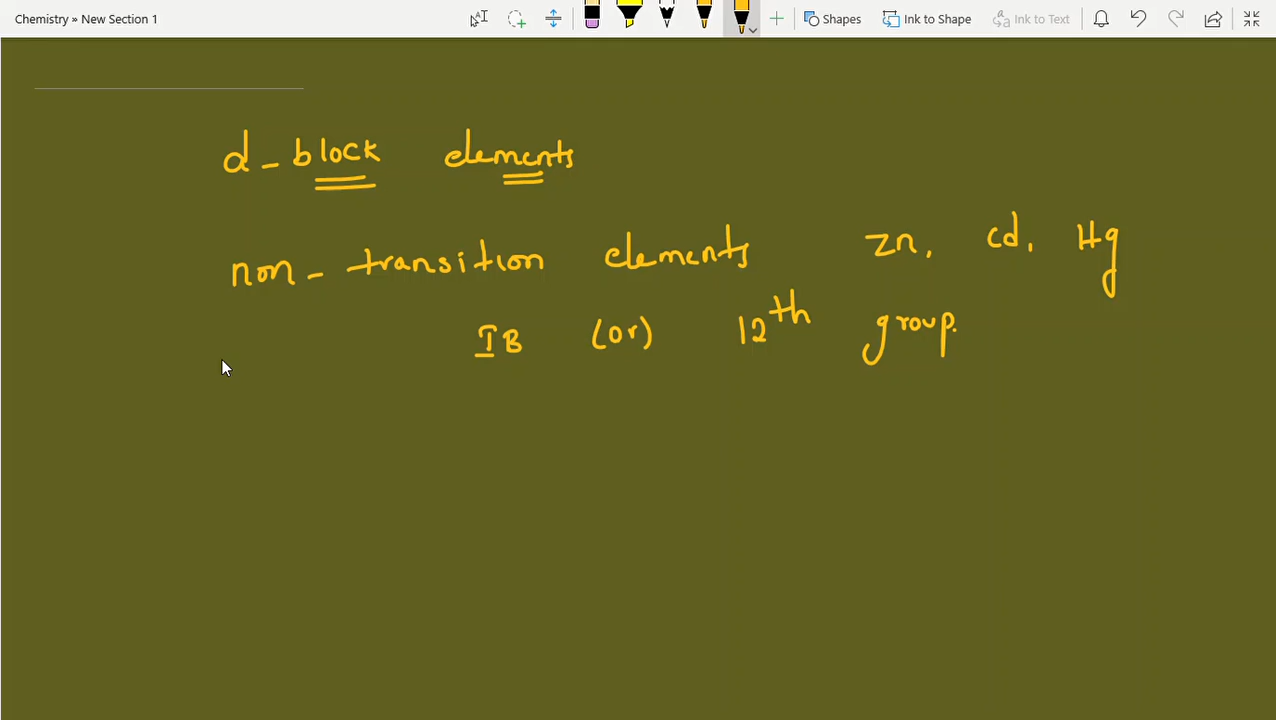 Chemistry » New Section 1
Shapes
Ink to Shape
Ink to Text
d - block elements
non - transition elements zn, cd, Hg
IB (or) 12th group.